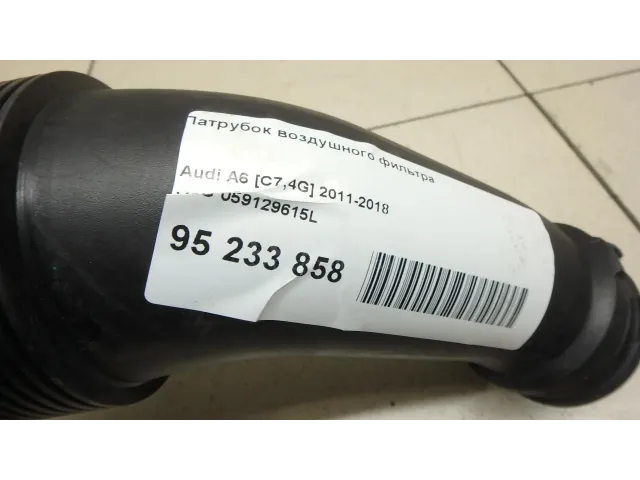 Патрубок воздушного фильтра
Audi A6 [C7,4G] 2011-2018
059129615L
95 233 858